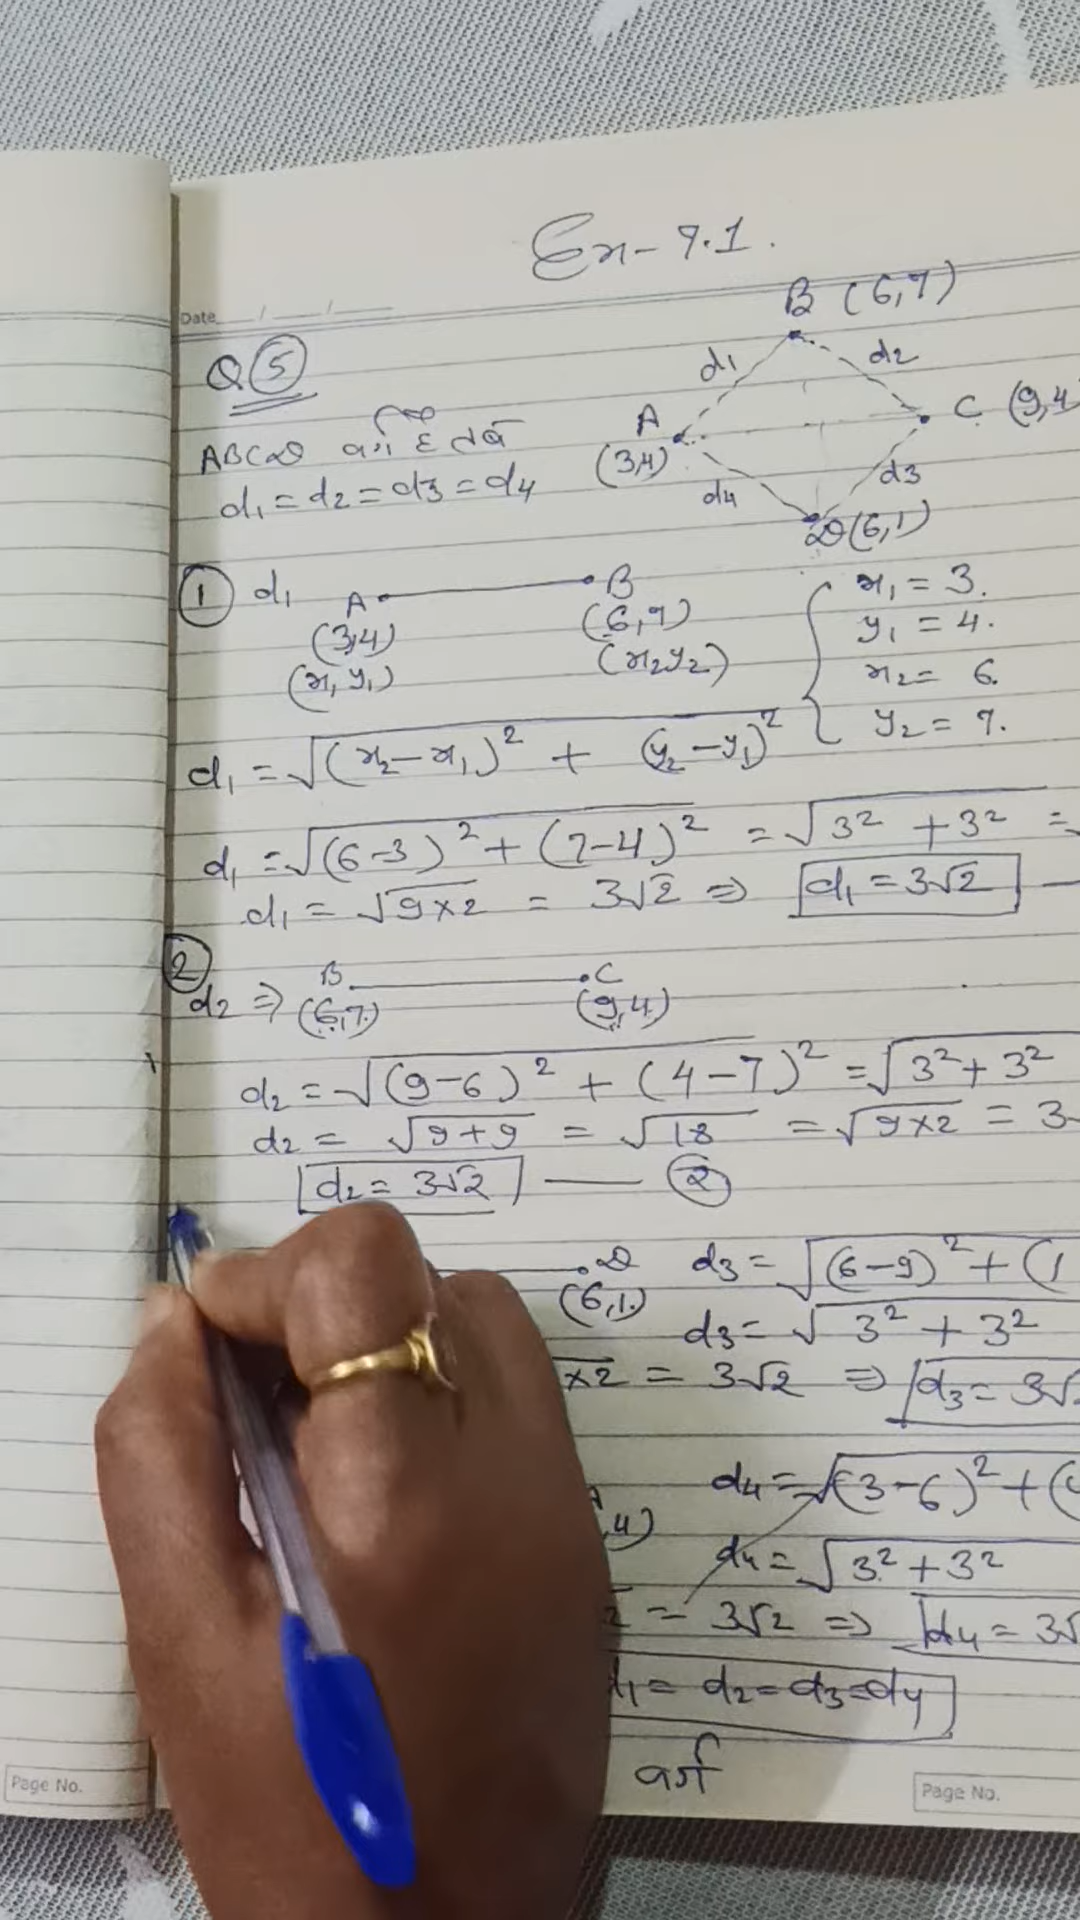 Ex- 7.1.
Date / /
B (6,7)
Q 5
d1 d2
A C (9,4
ABCD वर्ग है तब
(3,4)
d1 = d2 = d3 = d4
d4 d3
D(6,1)
1 d1 A B
(3,4) (6,7)
(x1 y1) (x2 y2)
x1 = 3.
y1 = 4.
x2 = 6.
y2 = 7.
d1 = √(x2-x1)² + (y2-y1)²
d1 = √(6-3)² + (7-4)² = √3² + 3² =
d1 = √9×2 = 3√2 ⇒ d1 = 3√2
2
d2 ⇒ B C
(6,7) (9,4)
d2 = √(9-6)² + (4-7)² = √3² + 3²
d2 = √9+9 = √18 = √9×2 = 3
d2 = 3√2 2
D d3 = √(6-9)² + (1
(6,1) d3 = √3² + 3²
×2 = 3√2 ⇒ d3 = 3√
d4 = √(3-6)² + (
,4) d4 = √3² + 3²
= 3√2 ⇒ d4 = 3√
d1 = d2 = d3 = d4
वर्ग
Page No. Page No.